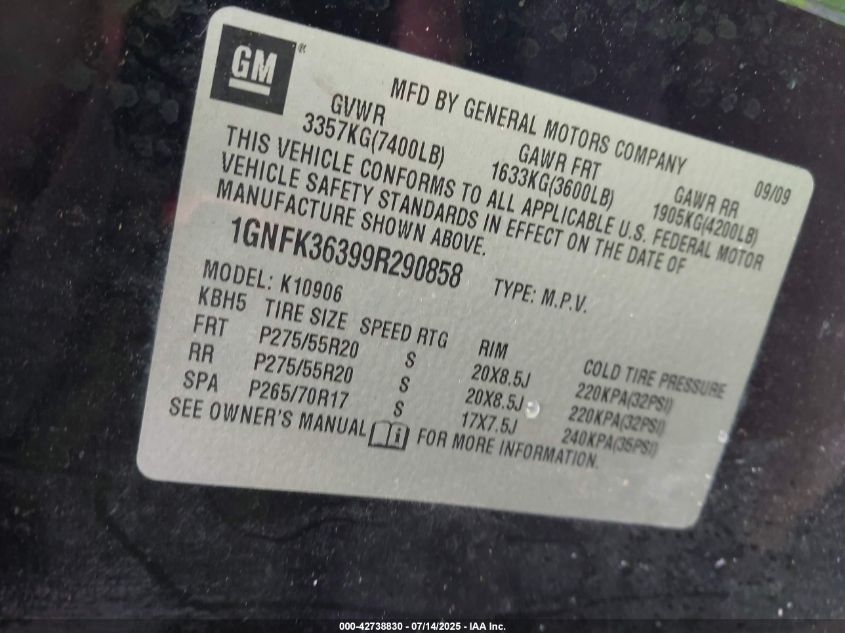 GM®
MFD BY GENERAL MOTORS COMPANY
09/09
GVWR GAWR FRT GAWR RR
3357KG(7400LB) 1633KG(3600LB) 1905KG(4200LB)
THIS VEHICLE CONFORMS TO ALL APPLICABLE U.S. FEDERAL MOTOR
VEHICLE SAFETY STANDARDS IN EFFECT ON THE DATE OF
MANUFACTURE SHOWN ABOVE.
1GNFK36399R290858 TYPE: M.P.V.
MODEL: K10906
KBH5 TIRE SIZE SPEED RTG RIM COLD TIRE PRESSURE
FRT P275/55R20 S 20X8.5J 220KPA(32PSI)
RR P275/55R20 S 20X8.5J 220KPA(32PSI)
SPA P265/70R17 S 17X7.5J 240KPA(35PSI)
SEE OWNER'S MANUAL FOR MORE INFORMATION.
000-42738830 - 07/14/2025 - IAA Inc.